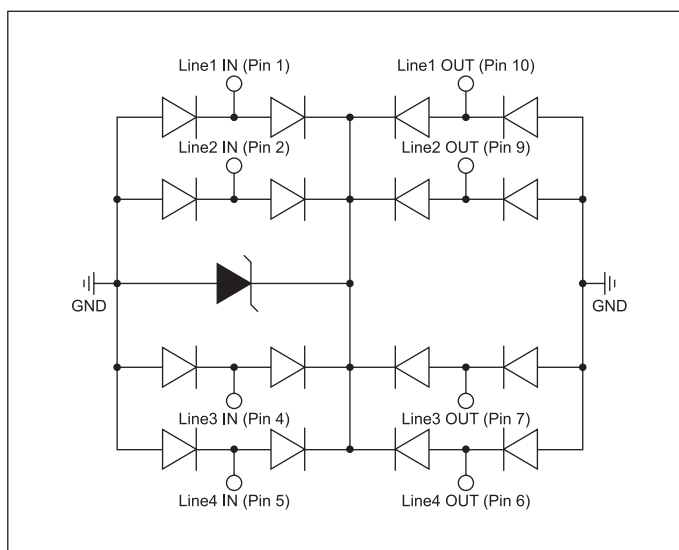 Line1 IN (Pin 1)
Line1 OUT (Pin 10)
Line2 IN (Pin 2)
Line2 OUT (Pin 9)
GND
GND
Line3 IN (Pin 4)
Line3 OUT (Pin 7)
Line4 IN (Pin 5)
Line4 OUT (Pin 6)